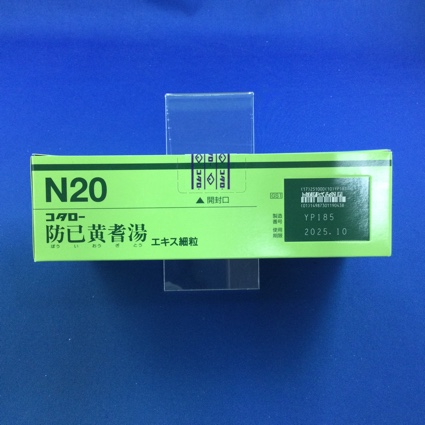 N20
コタロー
防已黄耆湯 エキス細粒
ぼう い おう ぎ とう
▲開封口
製造番号 YP185
使用期限 2025.10